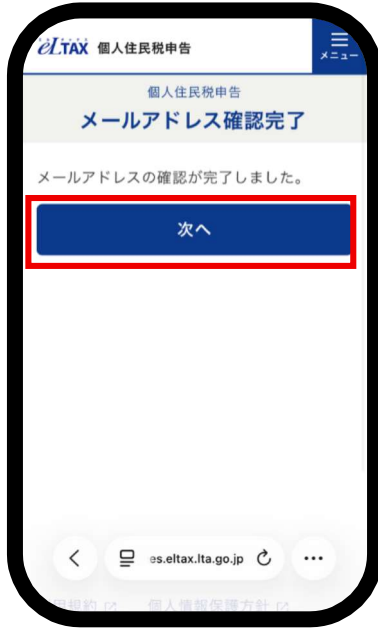 eLTAX 個人住民税申告
メニュー
個人住民税申告
メールアドレス確認完了
メールアドレスの確認が完了しました。
次へ
es.eltax.lta.go.jp
用規約 個人情報保護方針